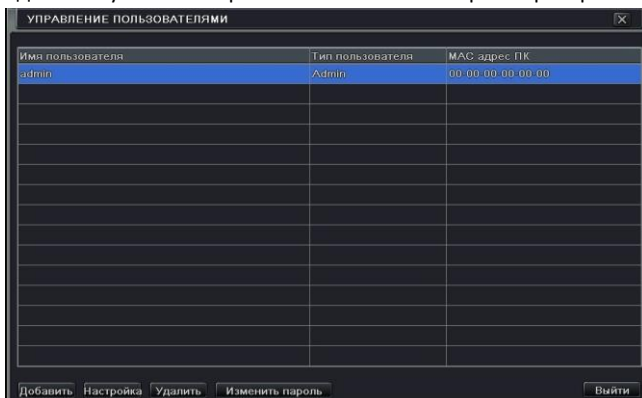 УПРАВЛЕНИЕ ПОЛЬЗОВАТЕЛЯМИ
Имя пользователя Тип пользователя MAC адрес ПК
admin Admin 00 00 00 00 00 00
Добавить Настройка Удалить Изменить пароль Выйти